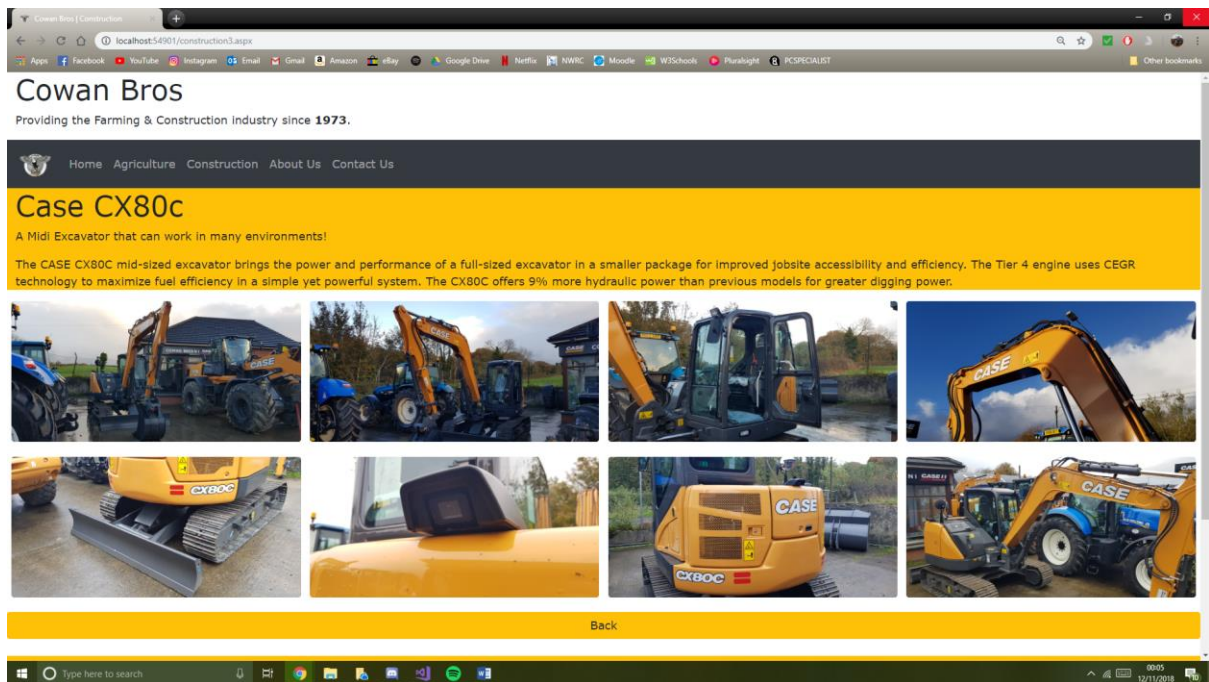 Cowan Bros | Construction
localhost:54901/construction3.aspx
Apps Facebook YouTube Instagram Email Gmail Amazon eBay Google Drive Netflix NWRC Moodle W3Schools Pluralsight PCSPECIALIST Other bookmarks
Cowan Bros
Providing the Farming & Construction industry since 1973.
Home Agriculture Construction About Us Contact Us
Case CX80c
A Midi Excavator that can work in many environments!
The CASE CX80C mid-sized excavator brings the power and performance of a full-sized excavator in a smaller package for improved jobsite accessibility and efficiency. The Tier 4 engine uses CEGR
technology to maximize fuel efficiency in a simple yet powerful system. The CX80C offers 9% more hydraulic power than previous models for greater digging power.
CASE
CASE
CASE
CASE
CX80C
CASE
CX80C
CASE
Back
Type here to search
00:05
12/11/2018